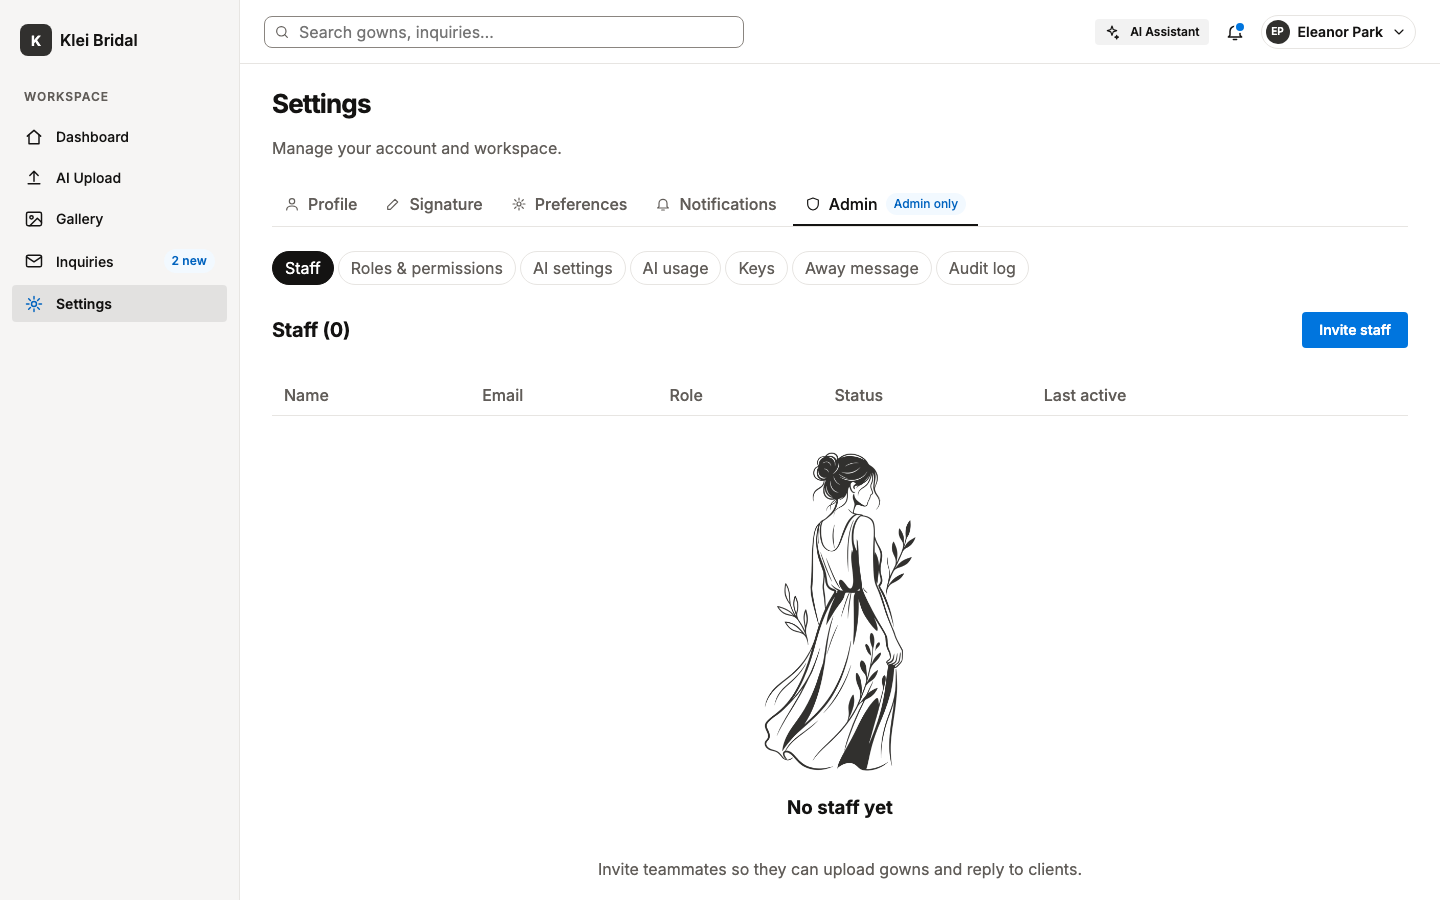 K Klei Bridal
Search gowns, inquiries...
AI Assistant
EP Eleanor Park
WORKSPACE
Dashboard
AI Upload
Gallery
Inquiries 2 new
Settings
Settings
Manage your account and workspace.
Profile Signature Preferences Notifications Admin Admin only
Staff Roles & permissions AI settings AI usage Keys Away message Audit log
Staff (0) Invite staff
Name Email Role Status Last active
No staff yet
Invite teammates so they can upload gowns and reply to clients.